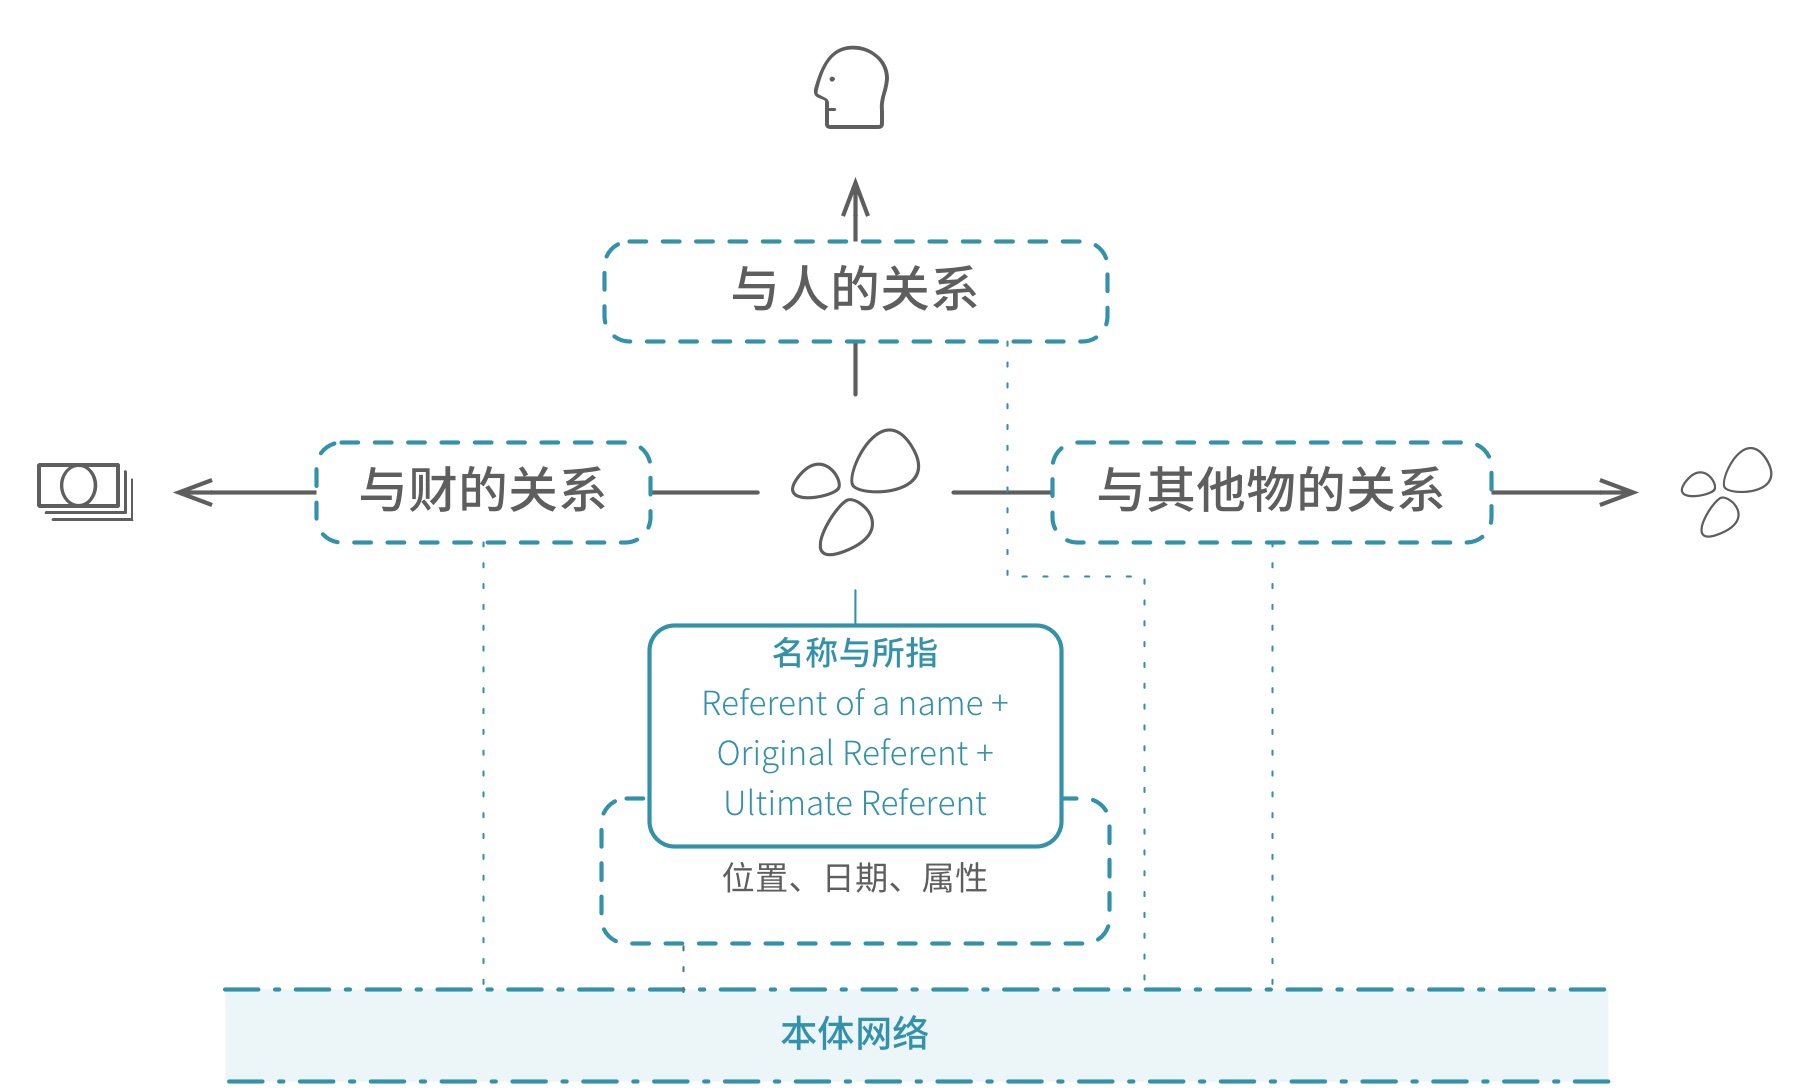 与人的关系
与财的关系
与其他物的关系
名称与所指
Referent of a name +
Original Referent +
Ultimate Referent
位置、日期、属性
本体网络